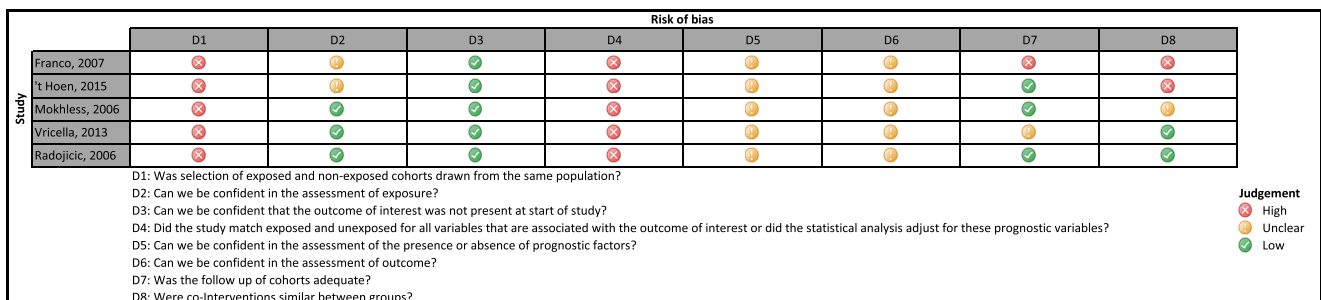 Risk of bias
D1 D2 D3 D4 D5 D6 D7 D8
Study
Franco, 2007
't Hoen, 2015
Mokhless, 2006
Vricella, 2013
Radojicic, 2006
D1: Was selection of exposed and non-exposed cohorts drawn from the same population?
D2: Can we be confident in the assessment of exposure?
D3: Can we be confident that the outcome of interest was not present at start of study?
D4: Did the study match exposed and unexposed for all variables that are associated with the outcome of interest or did the statistical analysis adjust for these prognostic variables?
D5: Can we be confident in the assessment of the presence or absence of prognostic factors?
D6: Can we be confident in the assessment of outcome?
D7: Was the follow up of cohorts adequate?
D8: Were co-Interventions similar between groups?
Judgement
High
Unclear
Low